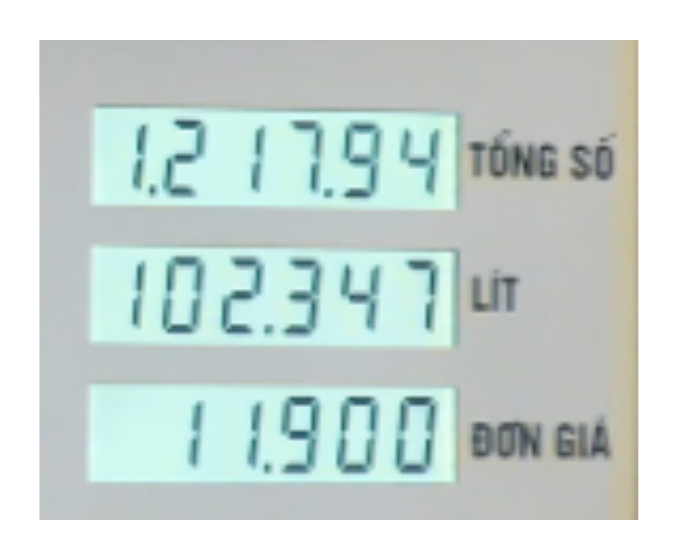 1.217.94 TỔNG SỐ
102.347 LÍT
11.900 ĐƠN GIÁ